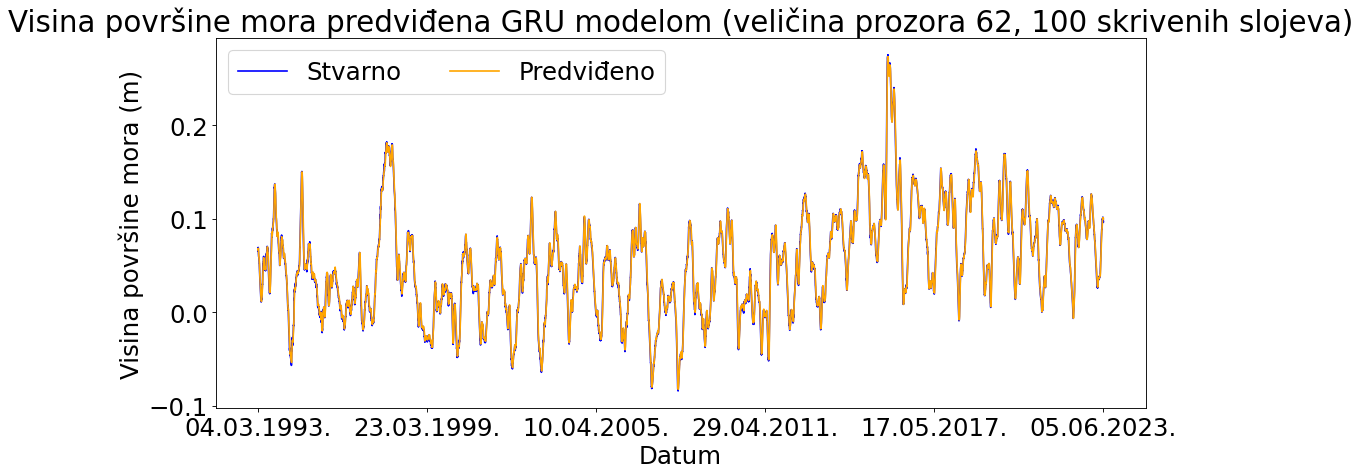 Visina površine mora predviđena GRU modelom (veličina prozora 62, 100 skrivenih slojeva)
Stvarno
Predviđeno
Visina površine mora (m)
0.2
0.1
0.0
−0.1
04.03.1993.
23.03.1999.
10.04.2005.
29.04.2011.
17.05.2017.
05.06.2023.
Datum